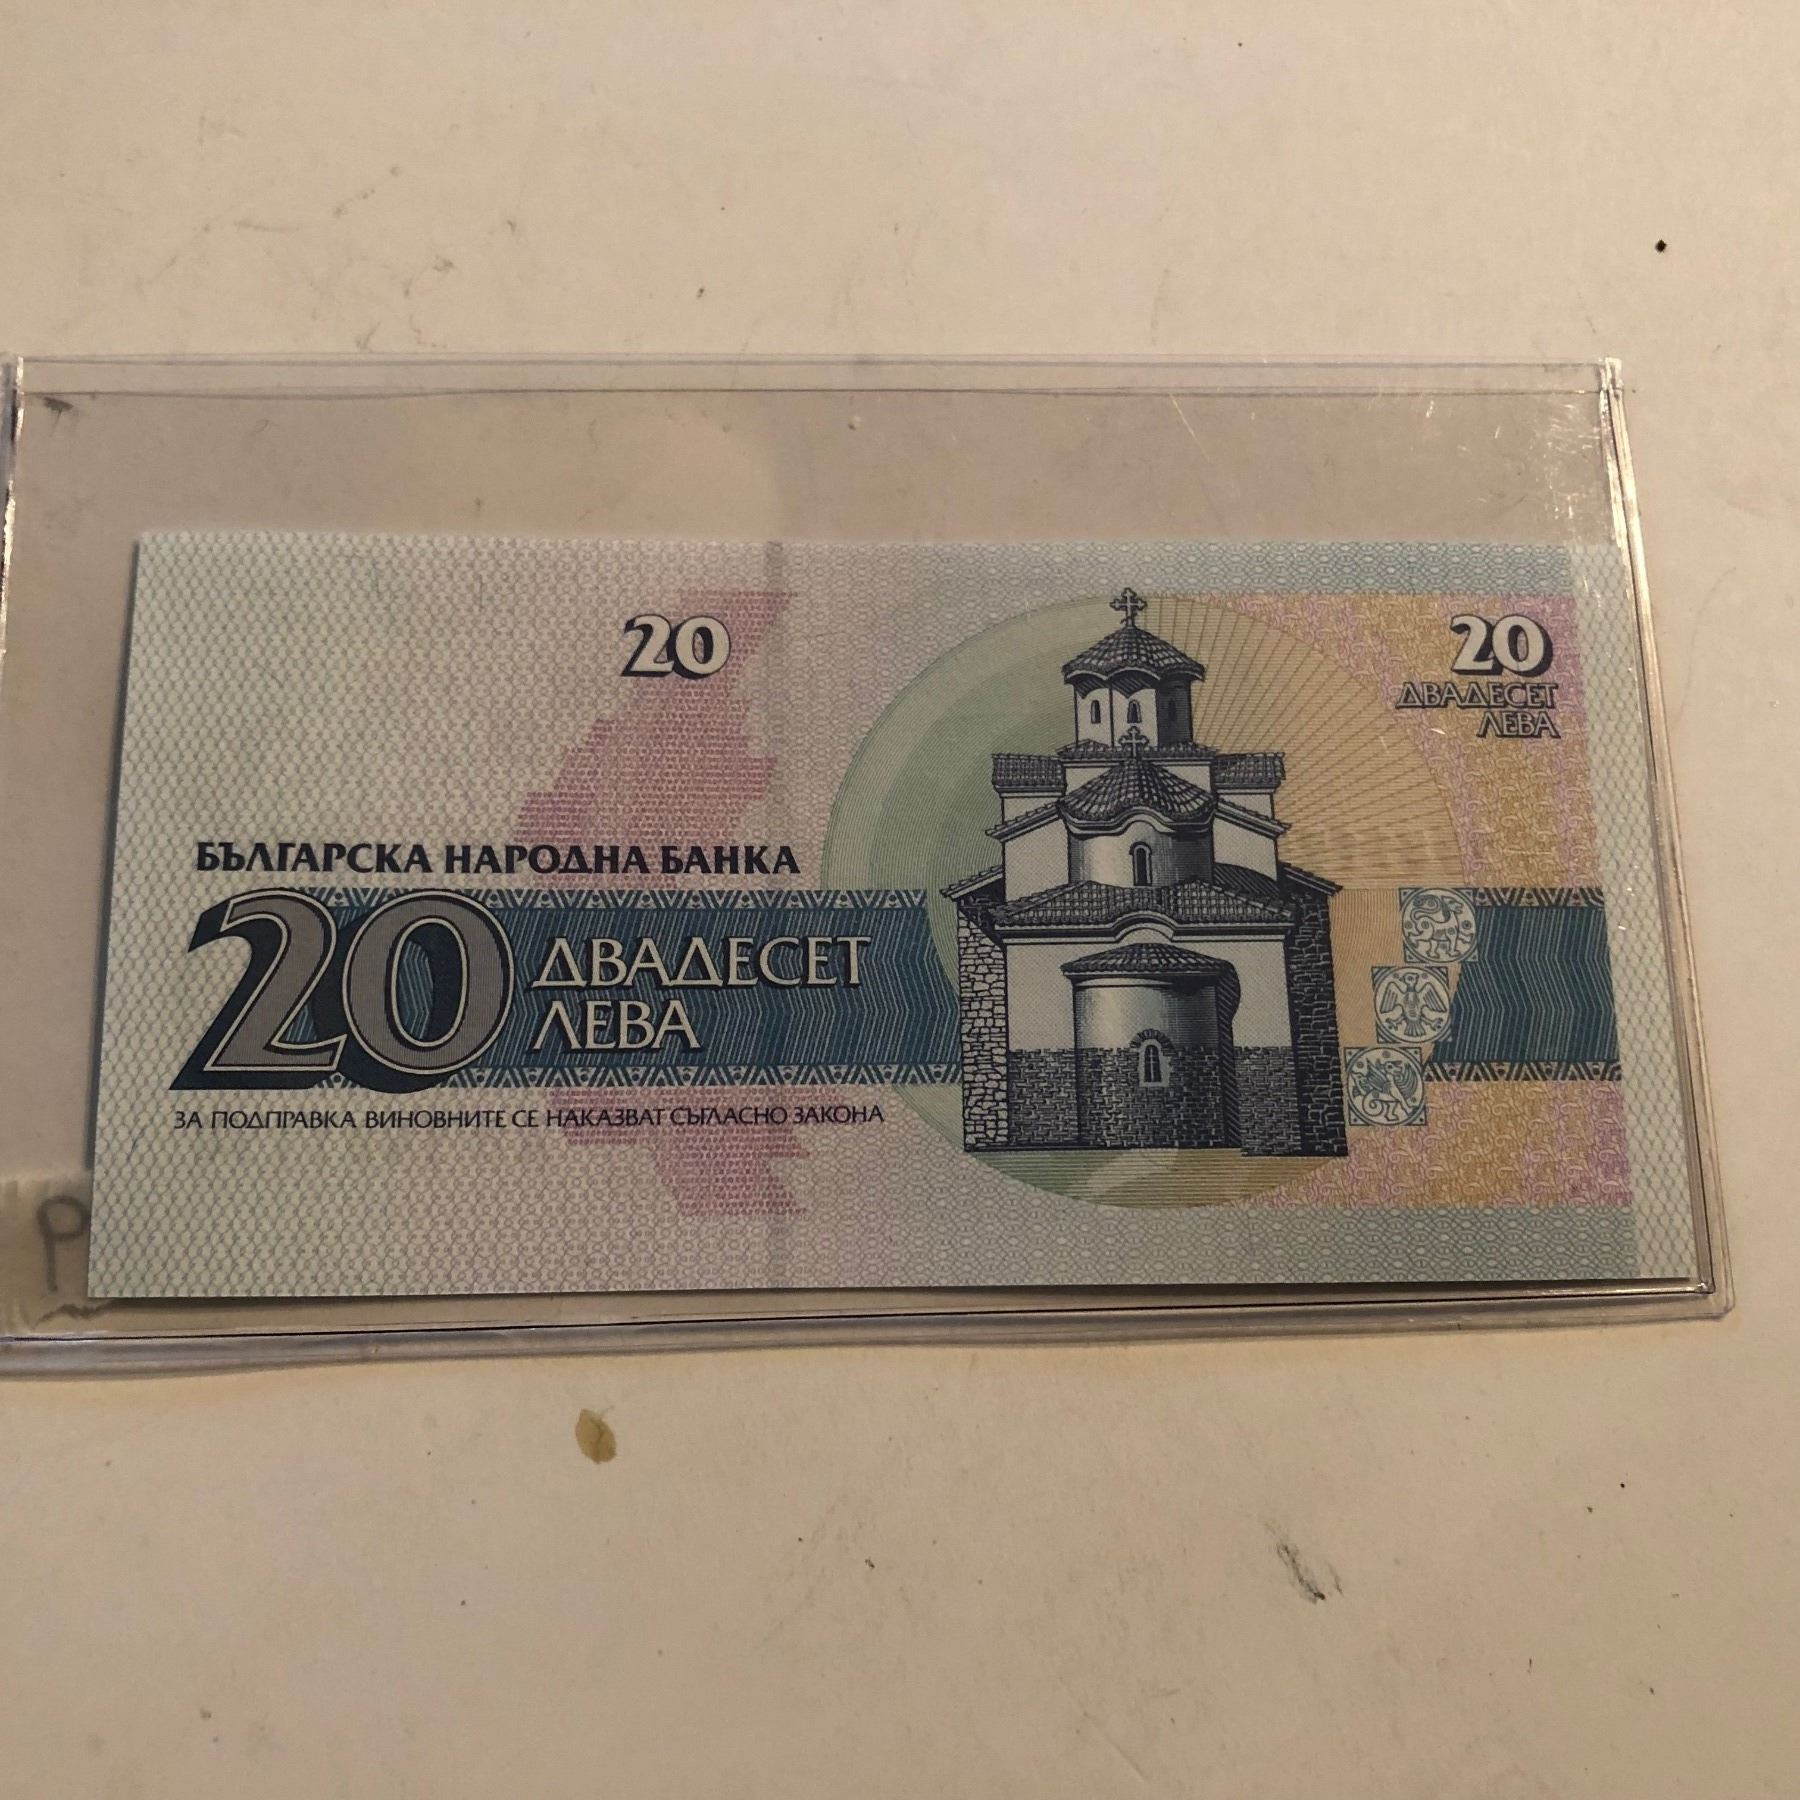 20
20
ДВАДЕСЕТ
ЛЕВА
БЪЛГАРСКА НАРОДНА БАНКА
20 ДВАДЕСЕТ
ЛЕВА
ЗА ПОДПРАВКА ВИНОВНИТЕ СЕ НАКАЗВАТ СЪГЛАСНО ЗАКОНА
P